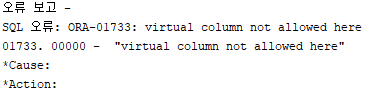 오류 보고 -
SQL 오류: ORA-01733: virtual column not allowed here
01733. 00000 -  "virtual column not allowed here"
*Cause:
*Action: